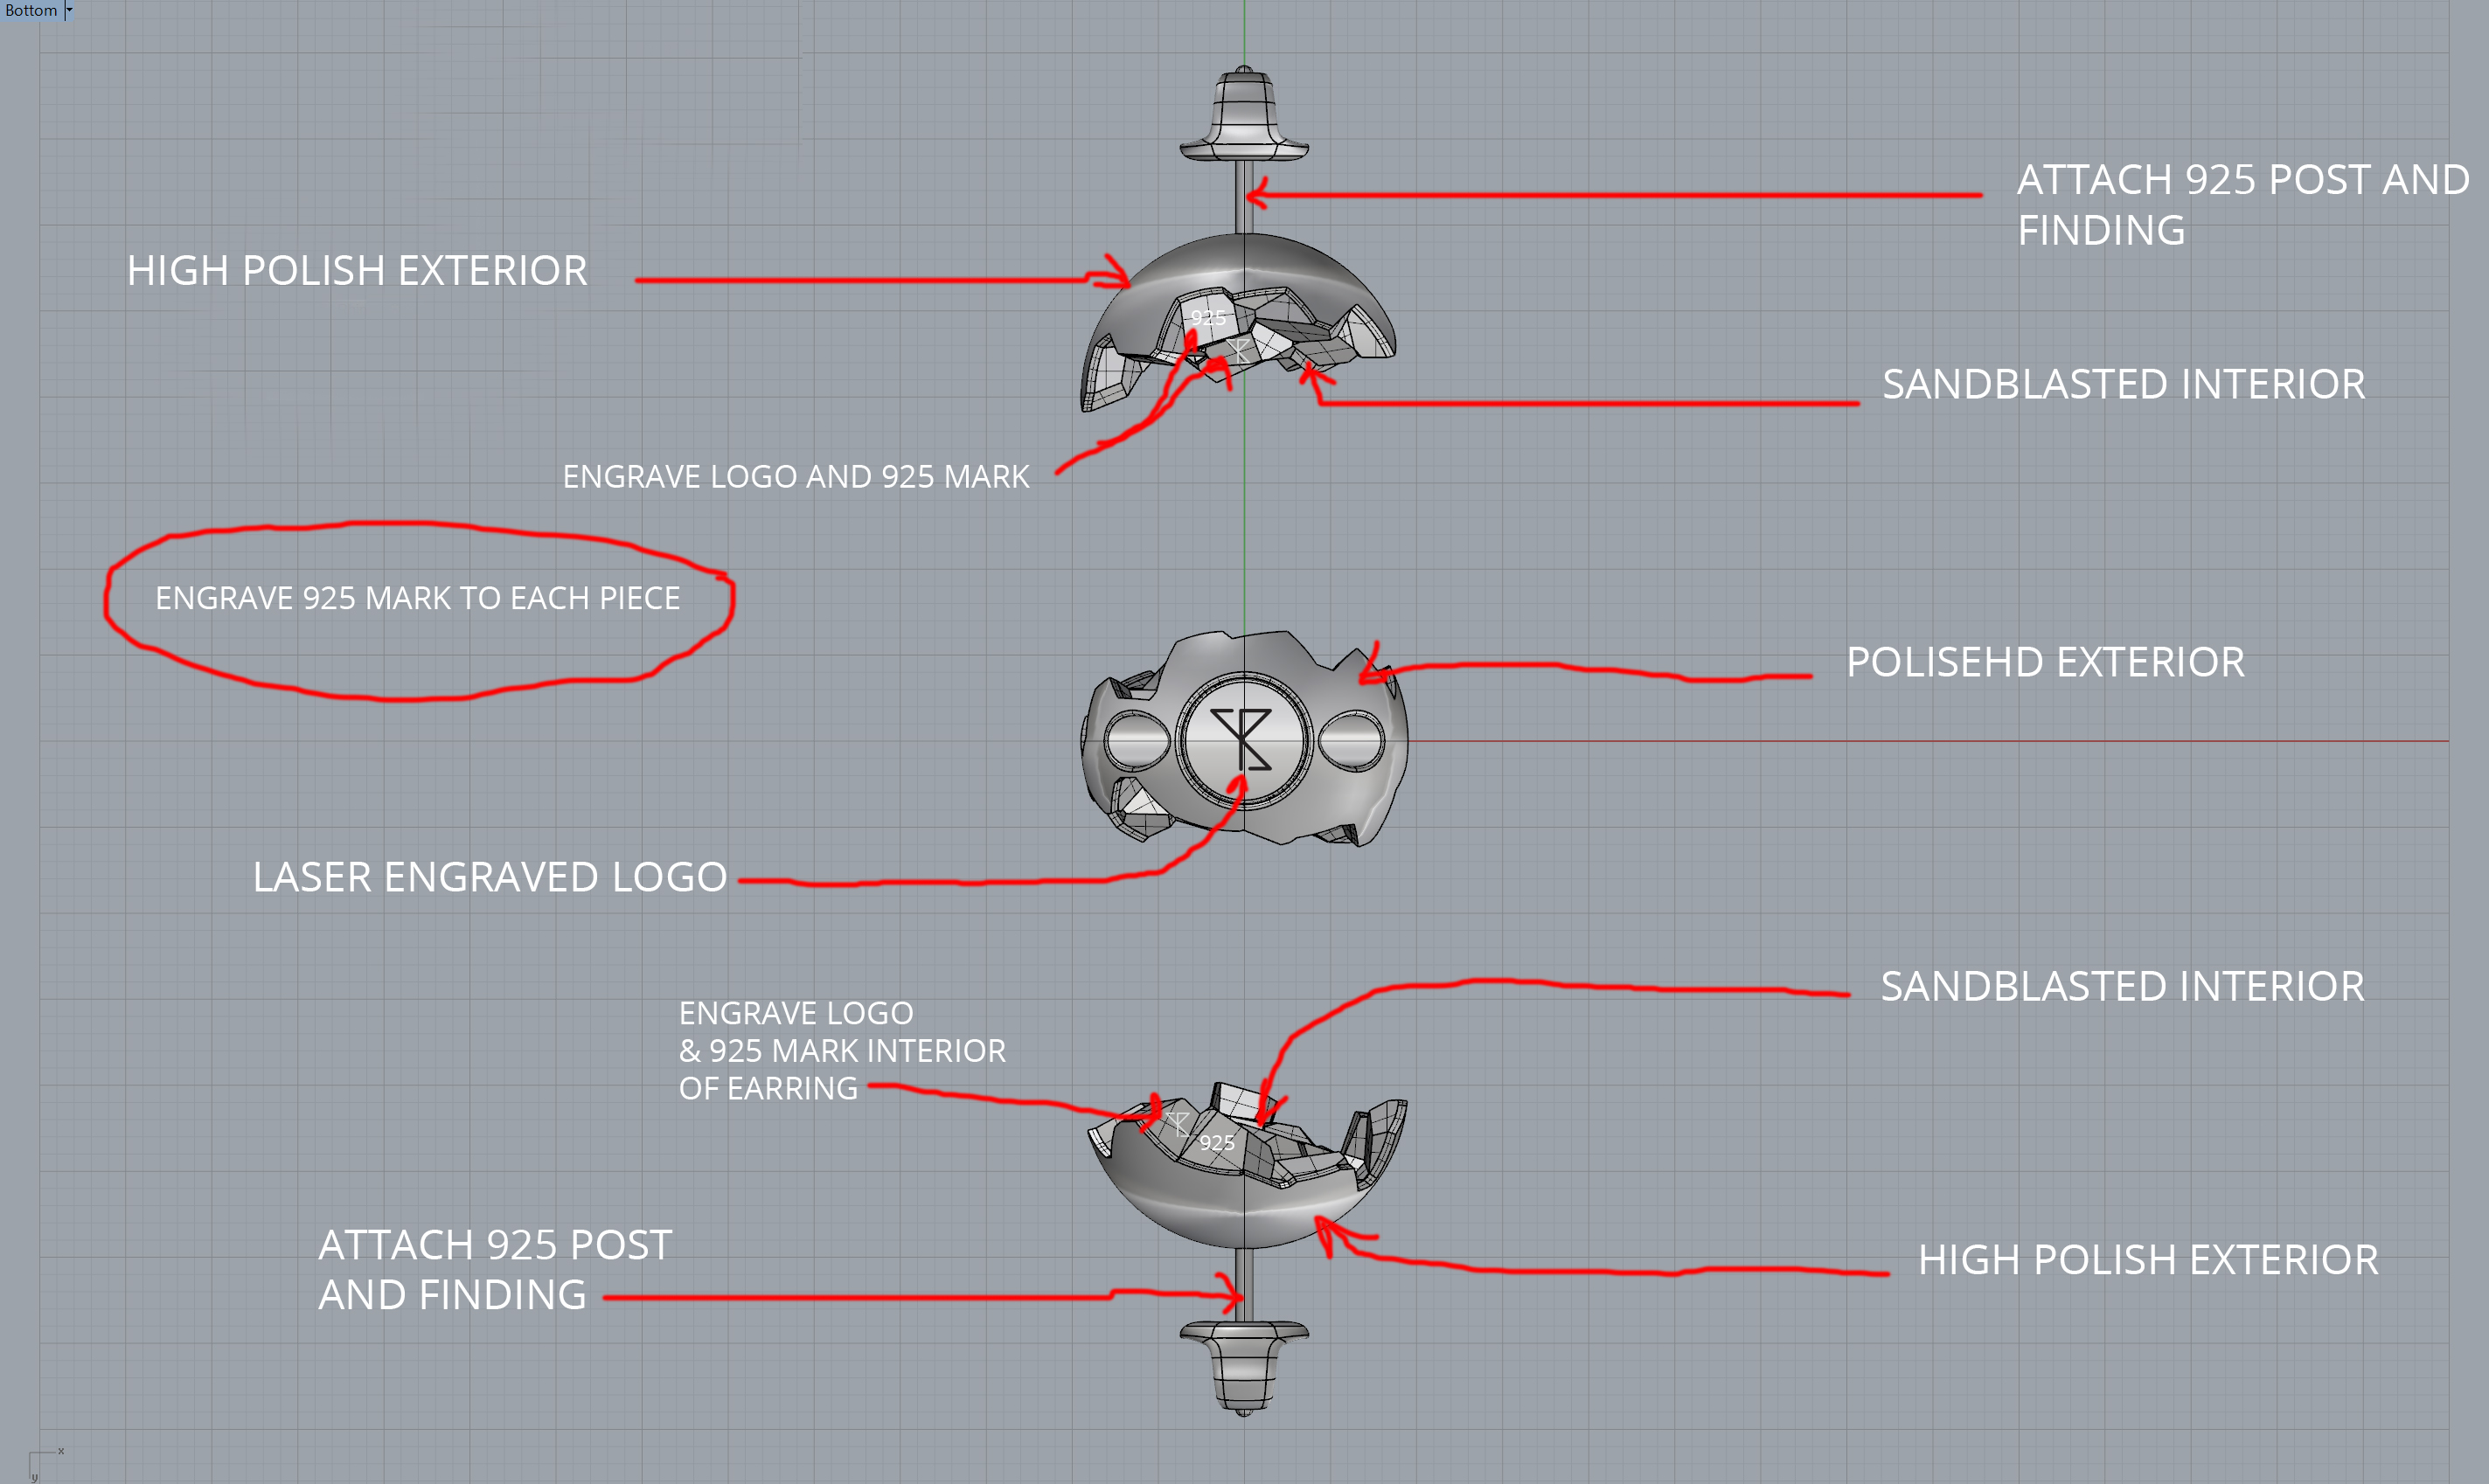 Bottom
ATTACH 925 POST AND
FINDING
HIGH POLISH EXTERIOR
925
SANDBLASTED INTERIOR
ENGRAVE LOGO AND 925 MARK
ENGRAVE 925 MARK TO EACH PIECE
POLISEHD EXTERIOR
LASER ENGRAVED LOGO
SANDBLASTED INTERIOR
ENGRAVE LOGO
& 925 MARK INTERIOR
OF EARRING
925
ATTACH 925 POST
AND FINDING
HIGH POLISH EXTERIOR
x
y